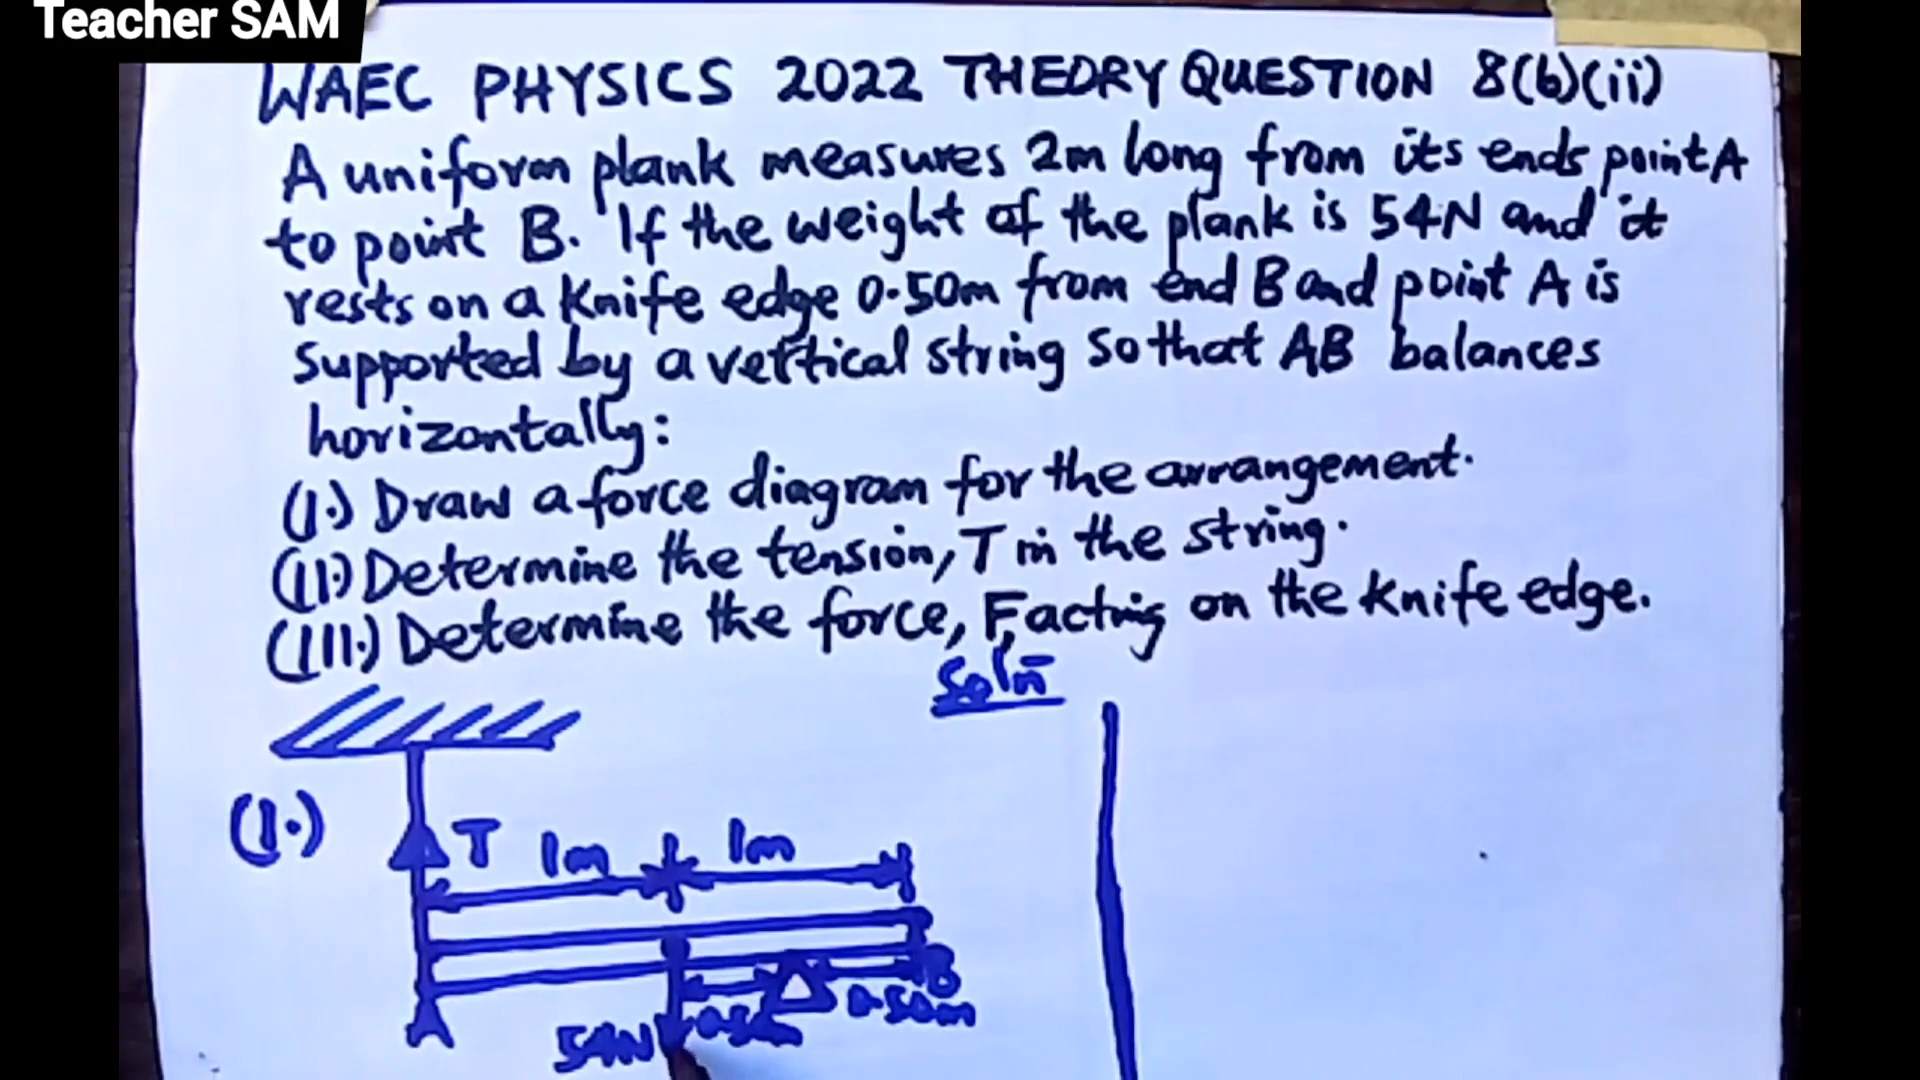 Teacher SAM
WAEC PHYSICS 2022 THEORY QUESTION 8(b)(ii)
A uniform plank measures 2m long from its ends point A
to point B. If the weight of the plank is 54N and it
rests on a knife edge 0.50m from end B and point A is
supported by a vertical string so that AB balances
horizontally:
(I.) Draw a force diagram for the arrangement.
(II.) Determine the tension, T in the string.
(III.) Determine the force, F, acting on the knife edge.
Soln
(I.)
T 1m 1m
B
A 54N 0.5m 0.50m